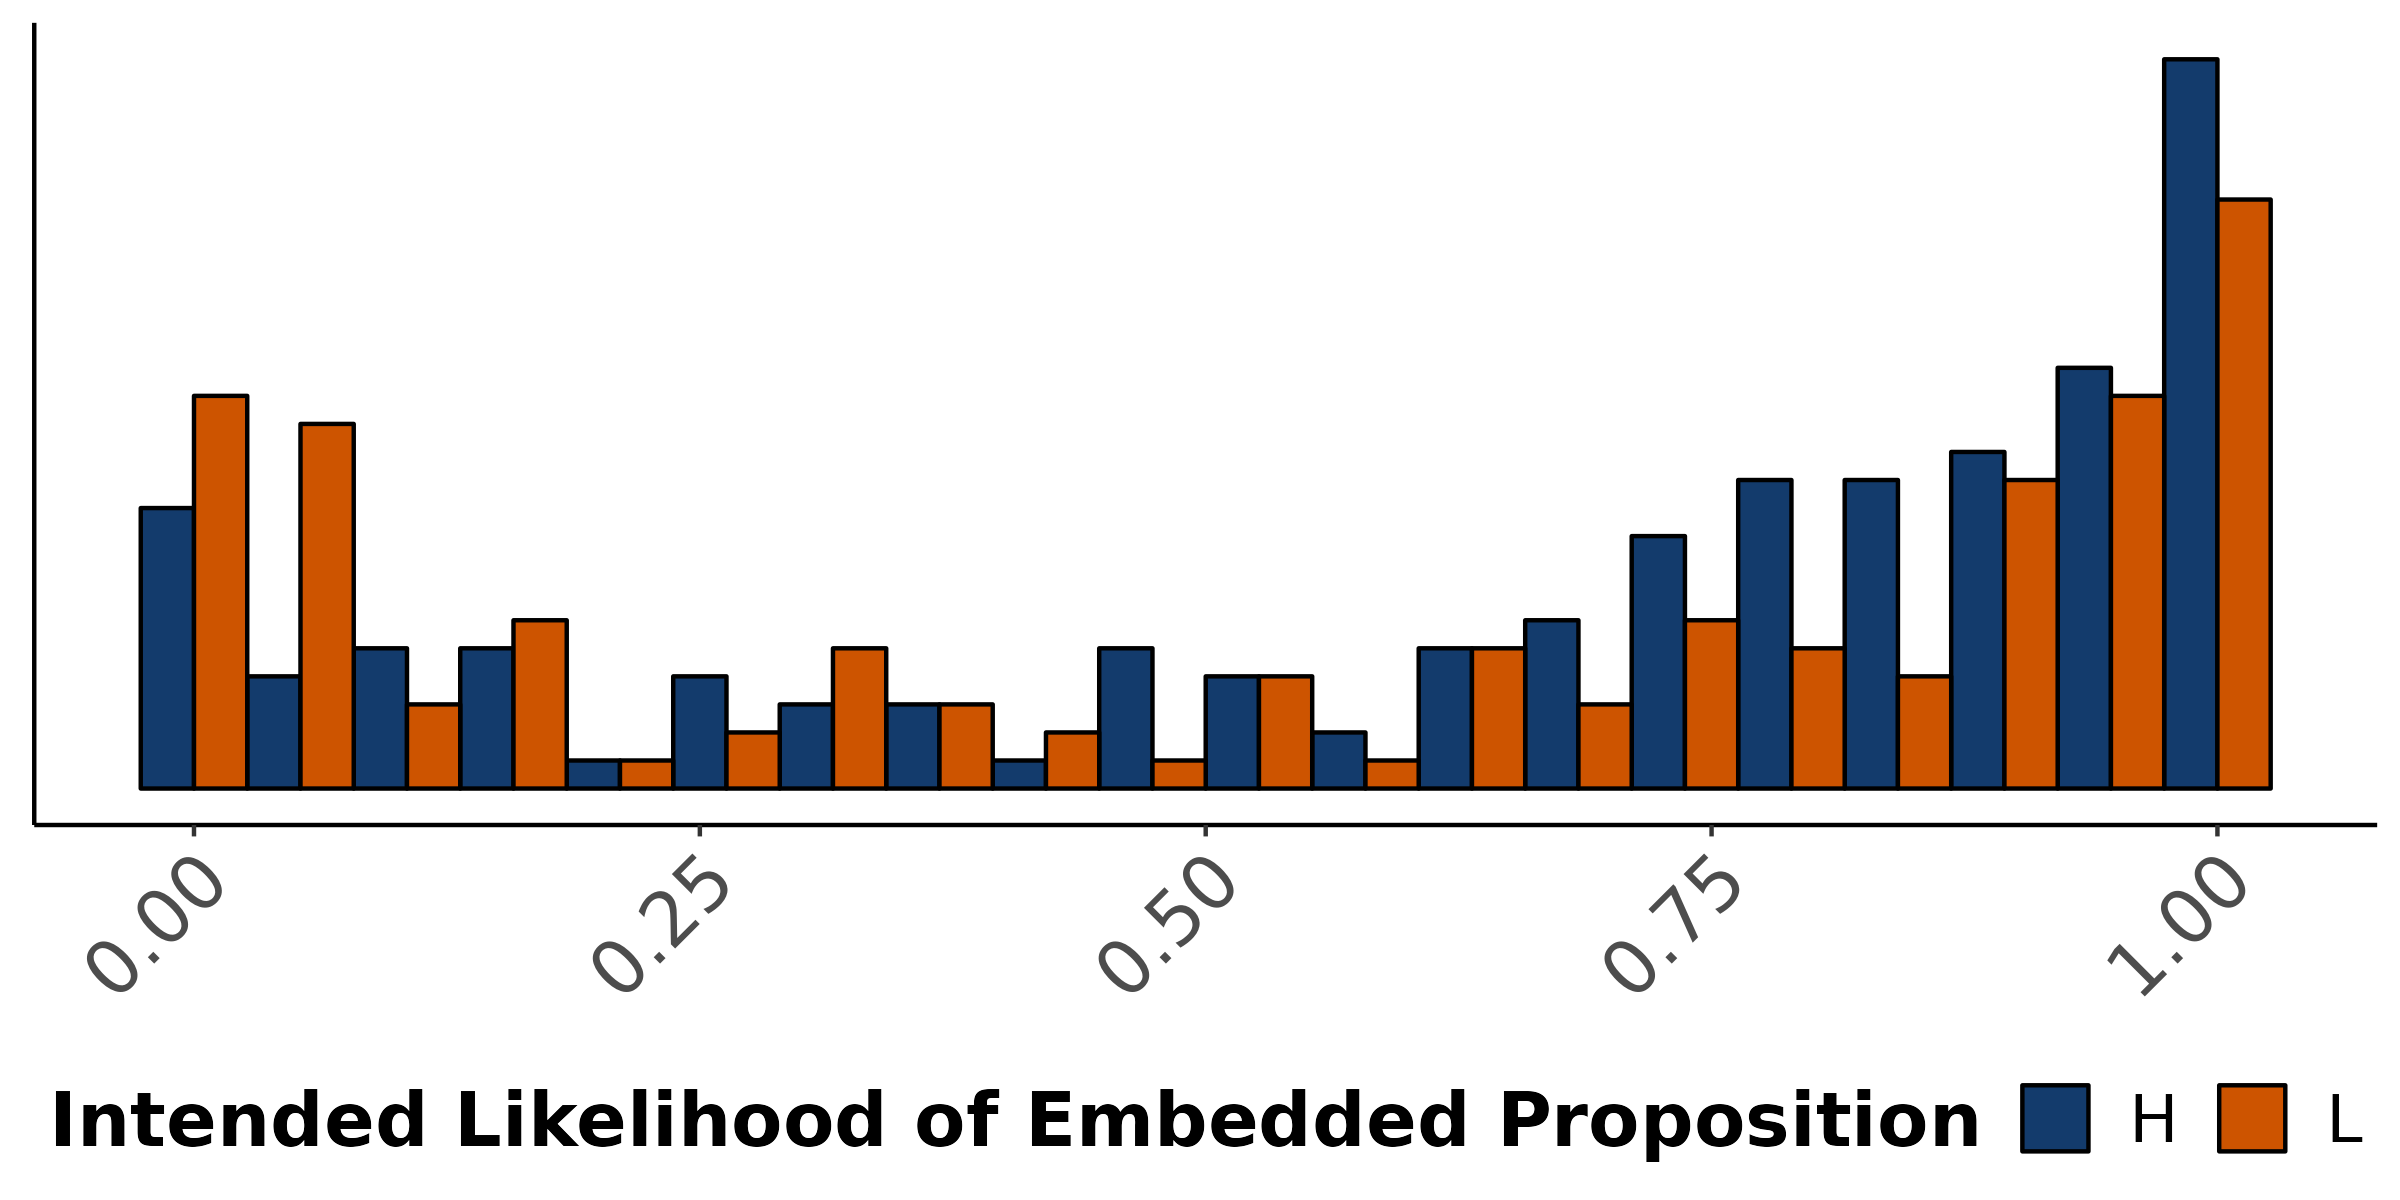 0.00 0.25 0.50 0.75 1.00
Intended Likelihood of Embedded Proposition H L